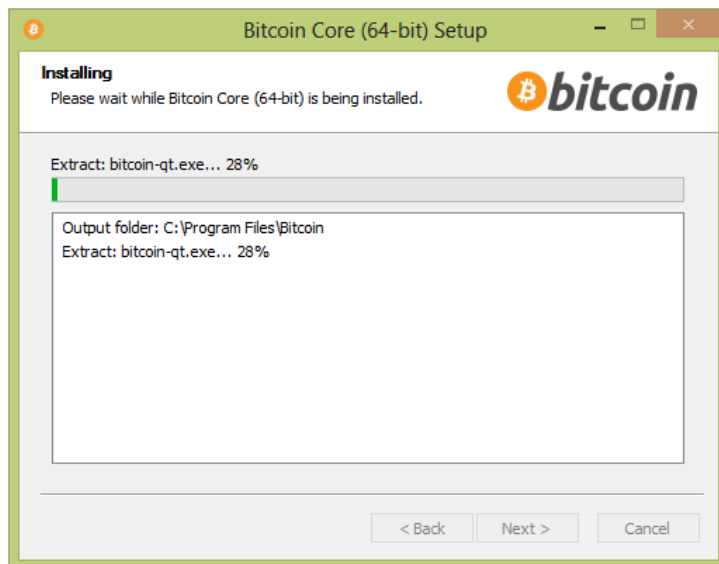 Bitcoin Core (64-bit) Setup
Installing
Please wait while Bitcoin Core (64-bit) is being installed.
bitcoin
Extract: bitcoin-qt.exe... 28%
Output folder: C:\Program Files\Bitcoin
Extract: bitcoin-qt.exe... 28%
< Back Next > Cancel